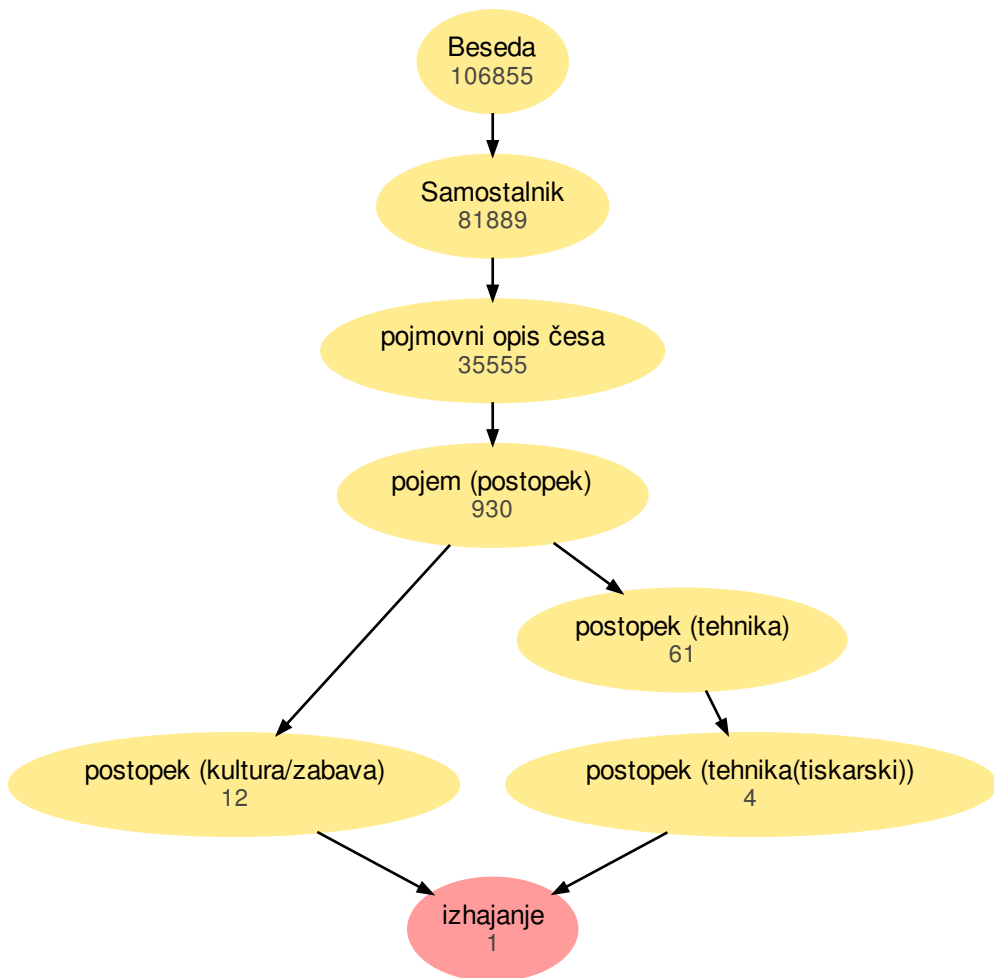 Beseda
106855
Samostalnik
81889
pojmovni opis česa
35555
pojem (postopek)
930
postopek (tehnika)
61
postopek (kultura/zabava)
12
postopek (tehnika(tiskarski))
4
izhajanje
1